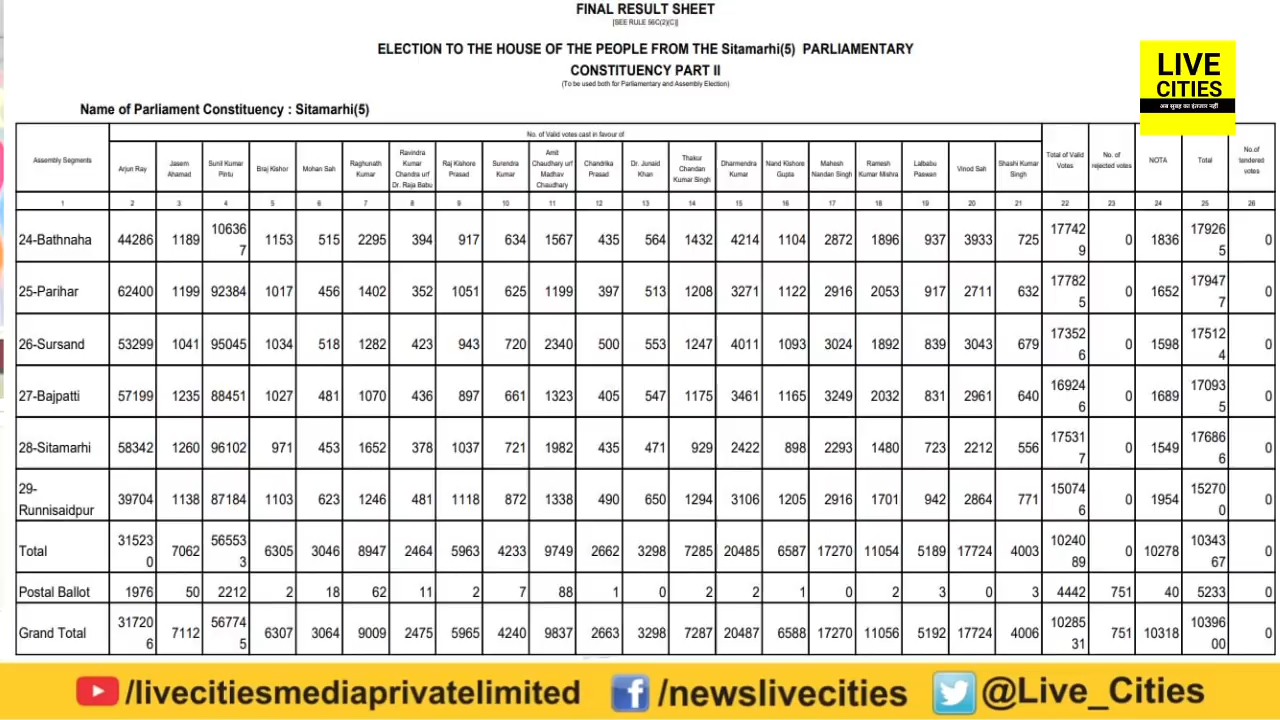 FINAL RESULT SHEET
[SEE RULE 56C(2)(C)]
ELECTION TO THE HOUSE OF THE PEOPLE FROM THE Sitamarhi(5) PARLIAMENTARY
CONSTITUENCY PART II
(To be used both for Parliamentary and Assembly Election)
LIVE
CITIES
अब सुबह का इंतजार नहीं
Name of Parliament Constituency : Sitamarhi(5)
No. of Valid votes cast in favour of
Assembly Segments Arjun Ray Jasem Ahamad Sunil Kumar Pintu Braj Kishor Mohan Sah Raghunath Kumar Ravindra Kumar Chandra urf Dr. Raja Babu Raj Kishore Prasad Surendra Kumar Amit Chaudhary urf Madhav Chaudhary Chandrika Prasad Dr. Junaid Khan Thakur Chandan Kumar Singh Dharmendra Kumar Nand Kishore Gupta Mahesh Nandan Singh Ramesh Kumar Mishra Lalbabu Paswan Vinod Sah Shashi Kumar Singh Total of Valid Votes No. of rejected votes NOTA Total No.of tendered votes
1 2 3 4 5 6 7 8 9 10 11 12 13 14 15 16 17 18 19 20 21 22 23 24 25 26
24-Bathnaha 44286 1189 106367 1153 515 2295 394 917 634 1567 435 564 1432 4214 1104 2872 1896 937 3933 725 177429 0 1836 179265 0
25-Parihar 62400 1199 92384 1017 456 1402 352 1051 625 1199 397 513 1208 3271 1122 2916 2053 917 2711 632 177825 0 1652 179477 0
26-Sursand 53299 1041 95045 1034 518 1282 423 943 720 2340 500 553 1247 4011 1093 3024 1892 839 3043 679 173526 0 1598 175124 0
27-Bajpatti 57199 1235 88451 1027 481 1070 436 897 661 1323 405 547 1175 3461 1165 3249 2032 831 2961 640 169246 0 1689 170935 0
28-Sitamarhi 58342 1260 96102 971 453 1652 378 1037 721 1982 435 471 929 2422 898 2293 1480 723 2212 556 175317 0 1549 176866 0
29-Runnisaidpur 39704 1138 87184 1103 623 1246 481 1118 872 1338 490 650 1294 3106 1205 2916 1701 942 2864 771 150746 0 1954 152700 0
Total 315230 7062 565533 6305 3046 8947 2464 5963 4233 9749 2662 3298 7285 20485 6587 17270 11054 5189 17724 4003 1024089 0 10278 1034367 0
Postal Ballot 1976 50 2212 2 18 62 11 2 7 88 1 0 2 2 1 0 2 3 0 3 4442 751 40 5233 0
Grand Total 317206 7112 567745 6307 3064 9009 2475 5965 4240 9837 2663 3298 7287 20487 6588 17270 11056 5192 17724 4006 1028531 751 10318 1039600 0
/livecitiesmediaprivatelimited /newslivecities @Live_Cities